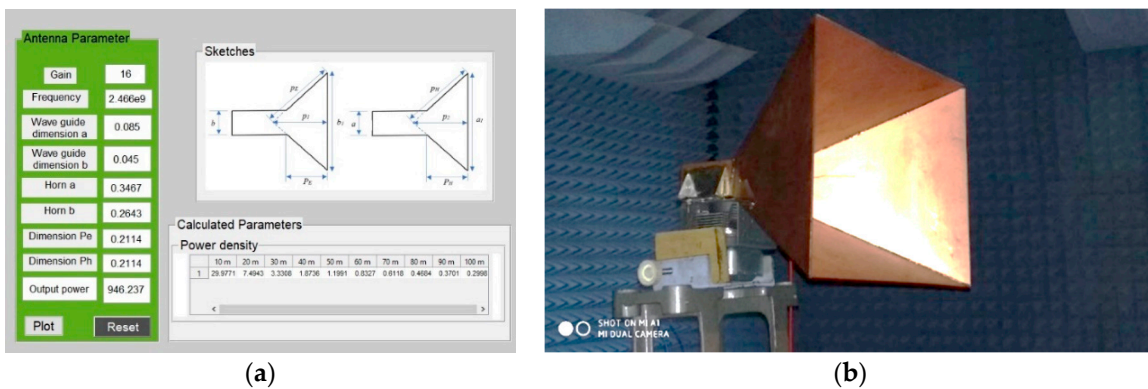 Antenna Parameter
Gain 16
Frequency 2.466e9
Wave guide
dimension a 0.085
Wave guide
dimension b 0.045
Horn a 0.3467
Horn b 0.2643
Dimension Pe 0.2114
Dimension Ph 0.2114
Output power 946.237
Plot Reset
Sketches
b
a
Calculated Parameters
Power density
10 m 20 m 30 m 40 m 50 m 60 m 70 m 80 m 90 m 100 m
1 29.9771 7.4943 3.3308 1.8736 1.1991 0.8327 0.6118 0.4684 0.3701 0.2998
SHOT ON MI A1
MI DUAL CAMERA
(a)
(b)